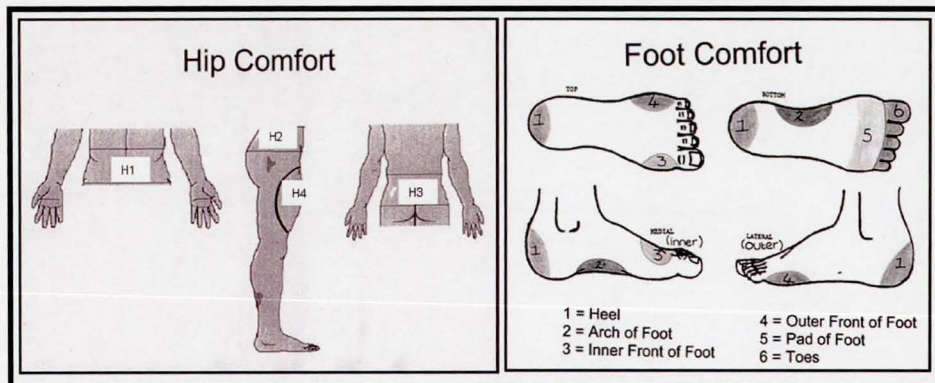 Hip Comfort
H1
H2
H4
H3
Foot Comfort
TOP
1
4
3
BOTTOM
1
2
5
6
MEDIAL
(inner)
1
2
3
LATERAL
(outer)
4
1
1 = Heel
2 = Arch of Foot
3 = Inner Front of Foot
4 = Outer Front of Foot
5 = Pad of Foot
6 = Toes